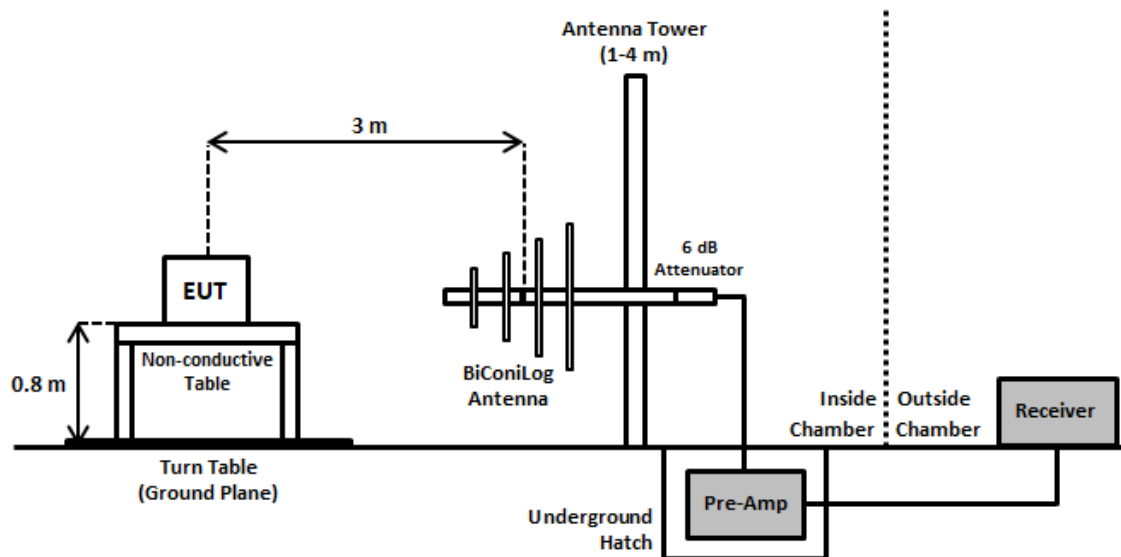 Antenna Tower
(1-4 m)
3 m
6 dB
Attenuator
EUT
Non-conductive
Table
0.8 m
BiConiLog
Antenna
Inside
Chamber
Outside
Chamber
Receiver
Turn Table
(Ground Plane)
Pre-Amp
Underground
Hatch